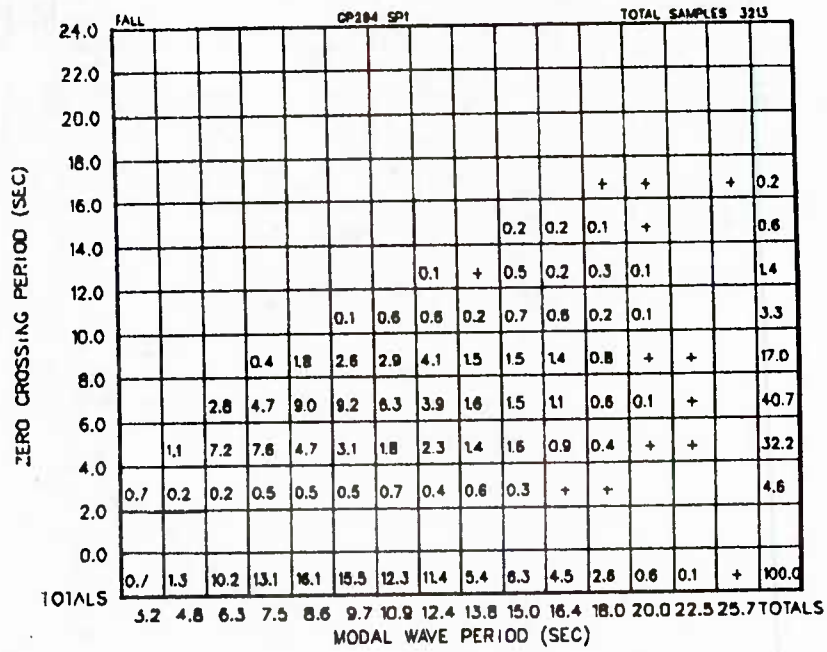 FALL CP284 SP1 TOTAL SAMPLES 3213
24.0
22.0
20.0
18.0
+ + + 0.2
16.0
0.2 0.2 0.1 + 0.6
14.0
0.1 + 0.5 0.2 0.3 0.1 1.4
12.0
0.1 0.6 0.6 0.2 0.7 0.6 0.2 0.1 3.3
10.0
0.4 1.8 2.6 2.9 4.1 1.5 1.5 1.4 0.8 + + 17.0
8.0
2.8 4.7 9.0 9.2 6.3 3.9 1.6 1.5 1.1 0.6 0.1 + 40.7
6.0
1.1 7.2 7.6 4.7 3.1 1.8 2.3 1.4 1.6 0.9 0.4 + + 32.2
4.0
0.7 0.2 0.2 0.5 0.5 0.5 0.7 0.4 0.6 0.3 + + 4.6
2.0
0.0
0.7 1.3 10.2 13.1 16.1 15.5 12.3 11.4 5.4 6.3 4.5 2.6 0.6 0.1 + 100.0
TOTALS
3.2 4.8 6.3 7.5 8.6 9.7 10.9 12.4 13.8 15.0 16.4 18.0 20.0 22.5 25.7 TOTALS
MODAL WAVE PERIOD (SEC)
ZERO CROSSING PERIOD (SEC)